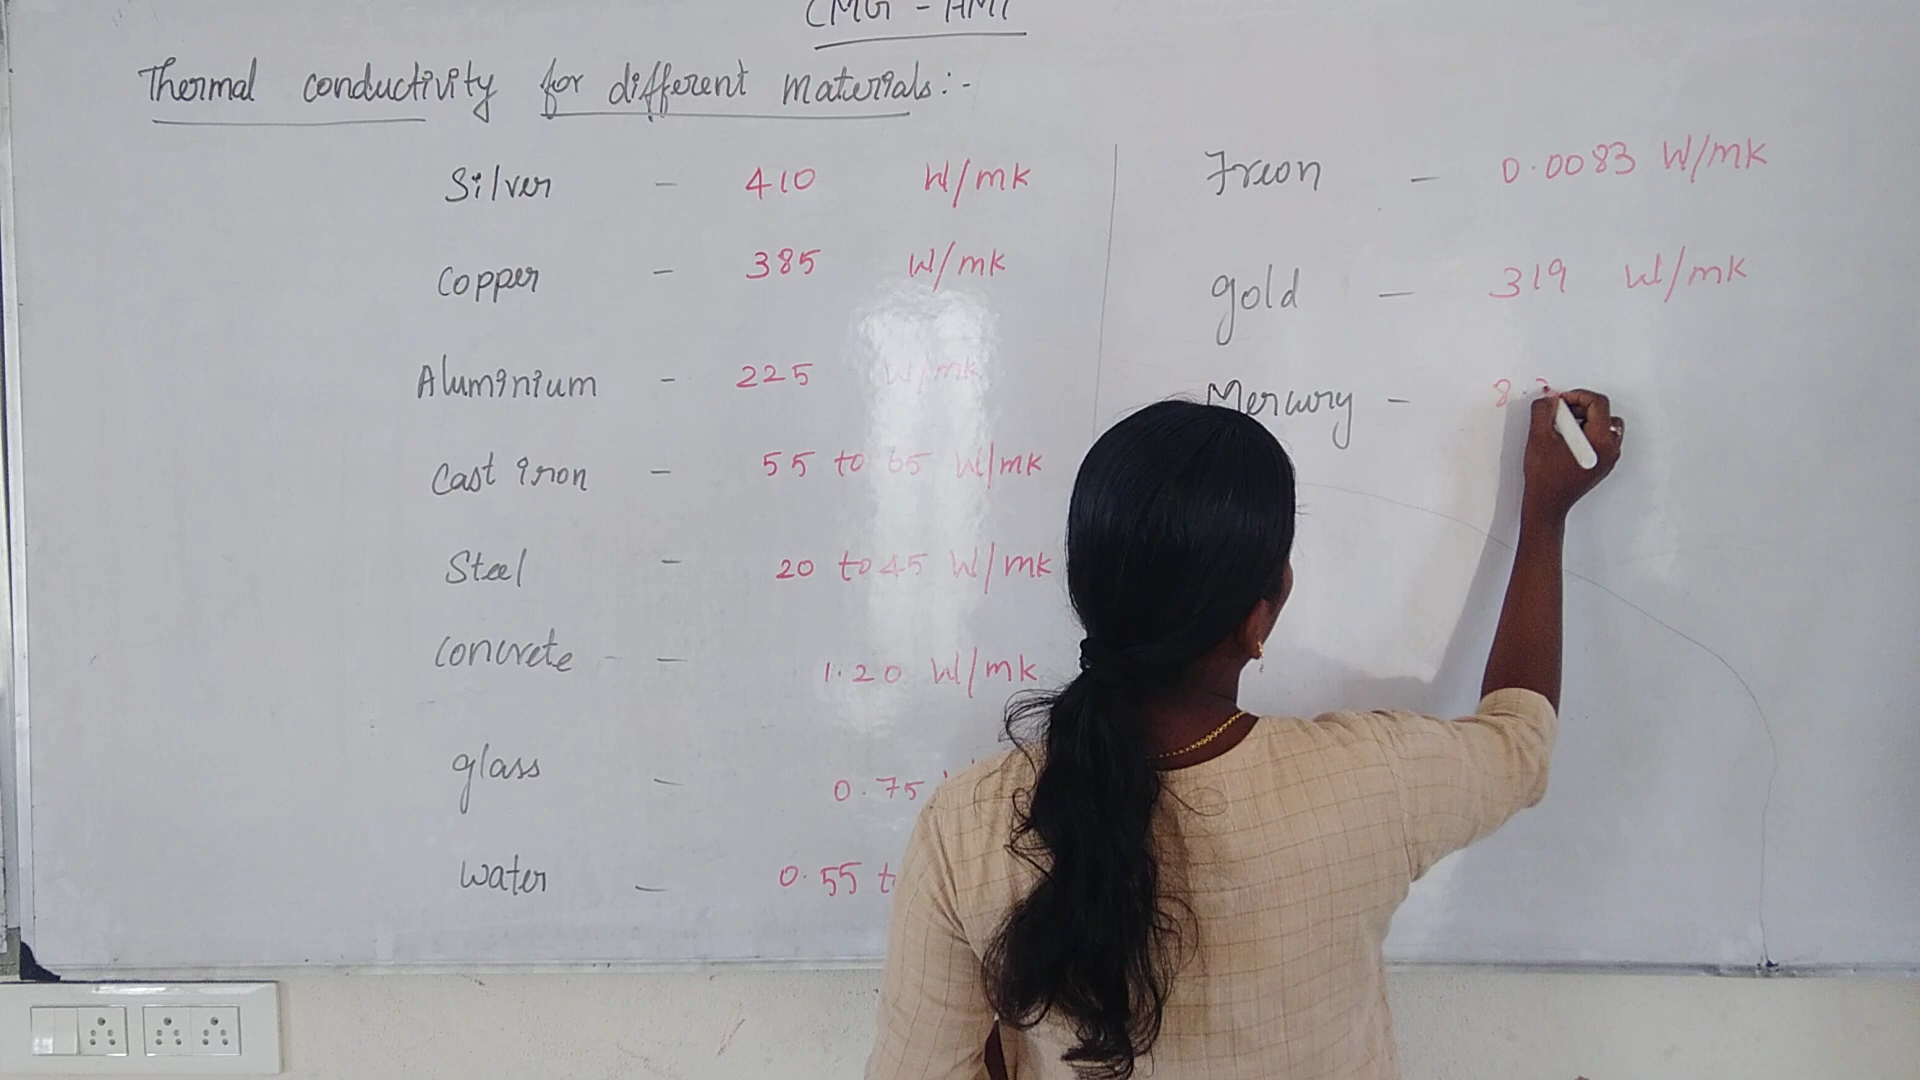 Thermal conductivity for different materials:-
Silver - 410 W/mk
Copper - 385 W/mk
Aluminium - 225 W/mk
Cast iron - 55 to 65 W/mk
Steel - 20 to 45 W/mk
Concrete - - 1.20 W/mk
glass - 0.75
Water - 0.55
Freon - 0.0083 W/mk
gold - 319 W/mk
Mercury - 8.